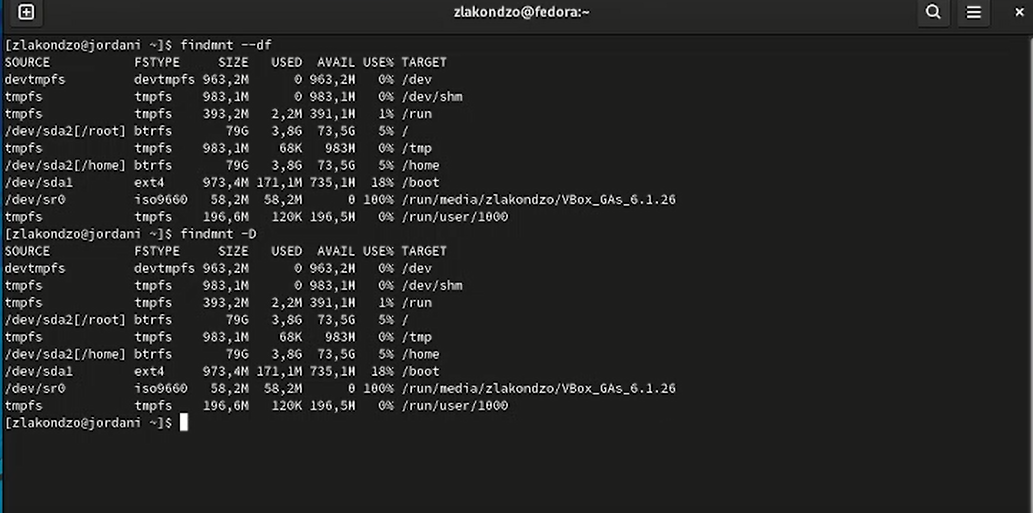 zlakondzo@fedora:~
[zlakondzo@jordani ~]$ findmnt --df
SOURCE FSTYPE SIZE USED AVAIL USE% TARGET
devtmpfs devtmpfs 963,2M 0 963,2M 0% /dev
tmpfs tmpfs 983,1M 0 983,1M 0% /dev/shm
tmpfs tmpfs 393,2M 2,2M 391,1M 1% /run
/dev/sda2[/root] btrfs 79G 3,8G 73,5G 5% /
tmpfs tmpfs 983,1M 68K 983M 0% /tmp
/dev/sda2[/home] btrfs 79G 3,8G 73,5G 5% /home
/dev/sda1 ext4 973,4M 171,1M 735,1M 18% /boot
/dev/sr0 iso9660 58,2M 58,2M 0 100% /run/media/zlakondzo/VBox_GAs_6.1.26
tmpfs tmpfs 196,6M 120K 196,5M 0% /run/user/1000
[zlakondzo@jordani ~]$ findmnt -D
SOURCE FSTYPE SIZE USED AVAIL USE% TARGET
devtmpfs devtmpfs 963,2M 0 963,2M 0% /dev
tmpfs tmpfs 983,1M 0 983,1M 0% /dev/shm
tmpfs tmpfs 393,2M 2,2M 391,1M 1% /run
/dev/sda2[/root] btrfs 79G 3,8G 73,5G 5% /
tmpfs tmpfs 983,1M 68K 983M 0% /tmp
/dev/sda2[/home] btrfs 79G 3,8G 73,5G 5% /home
/dev/sda1 ext4 973,4M 171,1M 735,1M 18% /boot
/dev/sr0 iso9660 58,2M 58,2M 0 100% /run/media/zlakondzo/VBox_GAs_6.1.26
tmpfs tmpfs 196,6M 120K 196,5M 0% /run/user/1000
[zlakondzo@jordani ~]$